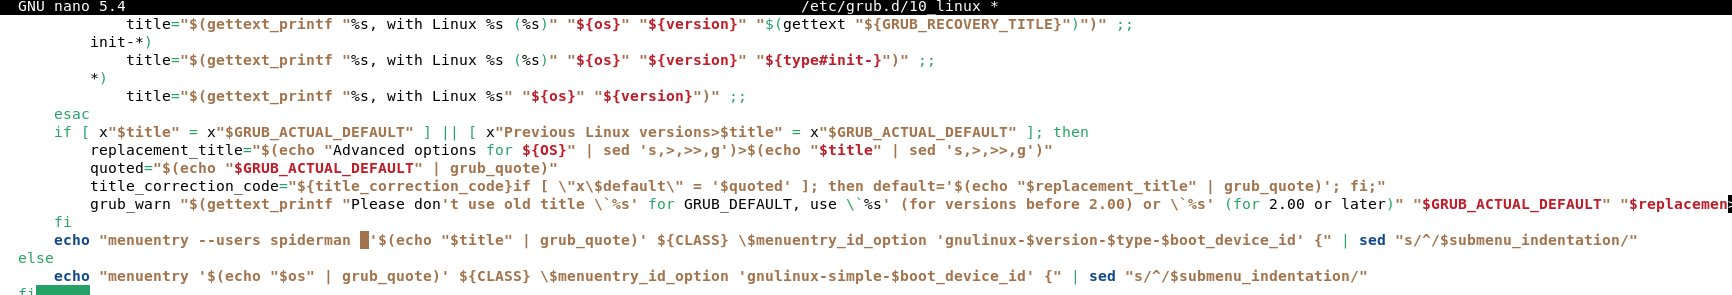 GNU nano 5.4 /etc/grub.d/10_linux *
title="$(gettext_printf "%s, with Linux %s (%s)" "${os}" "${version}" "$(gettext "${GRUB_RECOVERY_TITLE}")")" ;;
init-*)
title="$(gettext_printf "%s, with Linux %s (%s)" "${os}" "${version}" "${type#init-}")" ;;
*)
title="$(gettext_printf "%s, with Linux %s" "${os}" "${version}")" ;;
esac
if [ x"$title" = x"$GRUB_ACTUAL_DEFAULT" ] || [ x"Previous Linux versions>$title" = x"$GRUB_ACTUAL_DEFAULT" ]; then
replacement_title="$(echo "Advanced options for ${OS}" | sed 's,>,>>,g')>$(echo "$title" | sed 's,>,>>,g')"
quoted="$(echo "$GRUB_ACTUAL_DEFAULT" | grub_quote)"
title_correction_code="${title_correction_code}if [ \"x\$default\" = '$quoted' ]; then default='$(echo "$replacement_title" | grub_quote)'; fi;"
grub_warn "$(gettext_printf "Please don't use old title \`%s' for GRUB_DEFAULT, use \`%s' (for versions before 2.00) or \`%s' (for 2.00 or later)" "$GRUB_ACTUAL_DEFAULT" "$replacemen>
fi
echo "menuentry --users spiderman '$(echo "$title" | grub_quote)' ${CLASS} \$menuentry_id_option 'gnulinux-$version-$type-$boot_device_id' {" | sed "s/^/$submenu_indentation/"
else
echo "menuentry '$(echo "$os" | grub_quote)' ${CLASS} \$menuentry_id_option 'gnulinux-simple-$boot_device_id' {" | sed "s/^/$submenu_indentation/"
fi